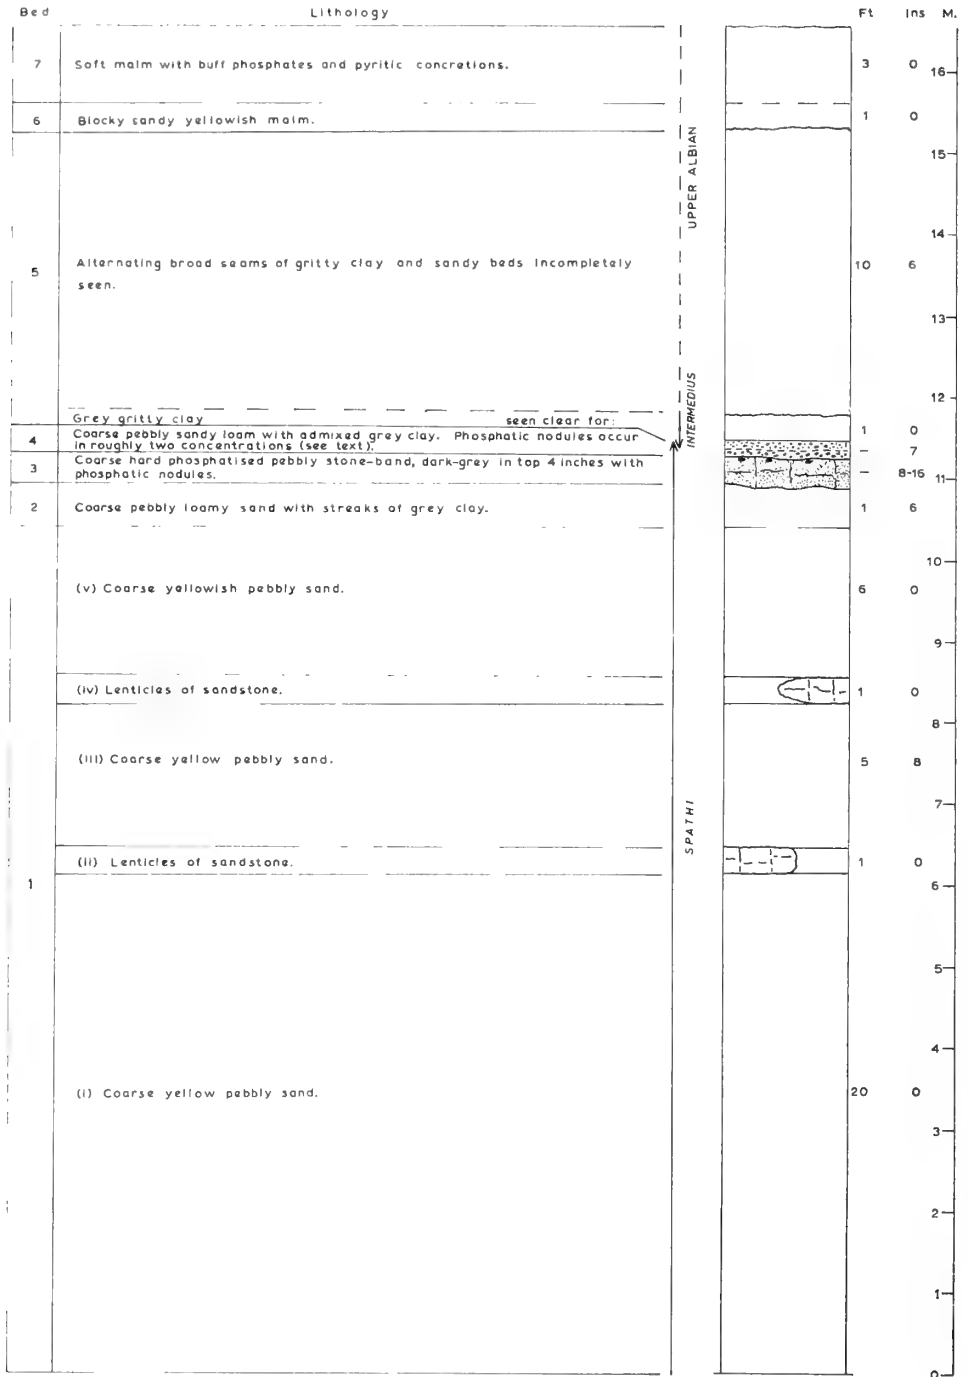 Bed Lithology Ft Ins M.
7 Soft malm with buff phosphates and pyritic concretions. 3 0
16
6 Blocky sandy yellowish malm. 1 0
15
UPPER ALBIAN
14
5 Alternating broad seams of gritty clay and sandy beds incompletely 10 6
seen.
13
12
INTERMEDIUS
Grey gritty clay seen clear for: 1 0
4 Coarse pebbly sandy loam with admixed grey clay. Phosphatic nodules occur – 7
in roughly two concentrations (see text).
3 Coarse hard phosphatised pebbly stone-band, dark-grey in top 4 inches with – 8-16
phosphatic nodules.
11
2 Coarse pebbly loamy sand with streaks of grey clay. 1 6
10
(v) Coarse yellowish pebbly sand. 6 0
9
(iv) Lenticles of sandstone. 1 0
8
(iii) Coarse yellow pebbly sand. 5 8
7
SPATHI
(ii) Lenticles of sandstone. 1 0
1
6
5
4
(i) Coarse yellow pebbly sand. 20 0
3
2
1
0